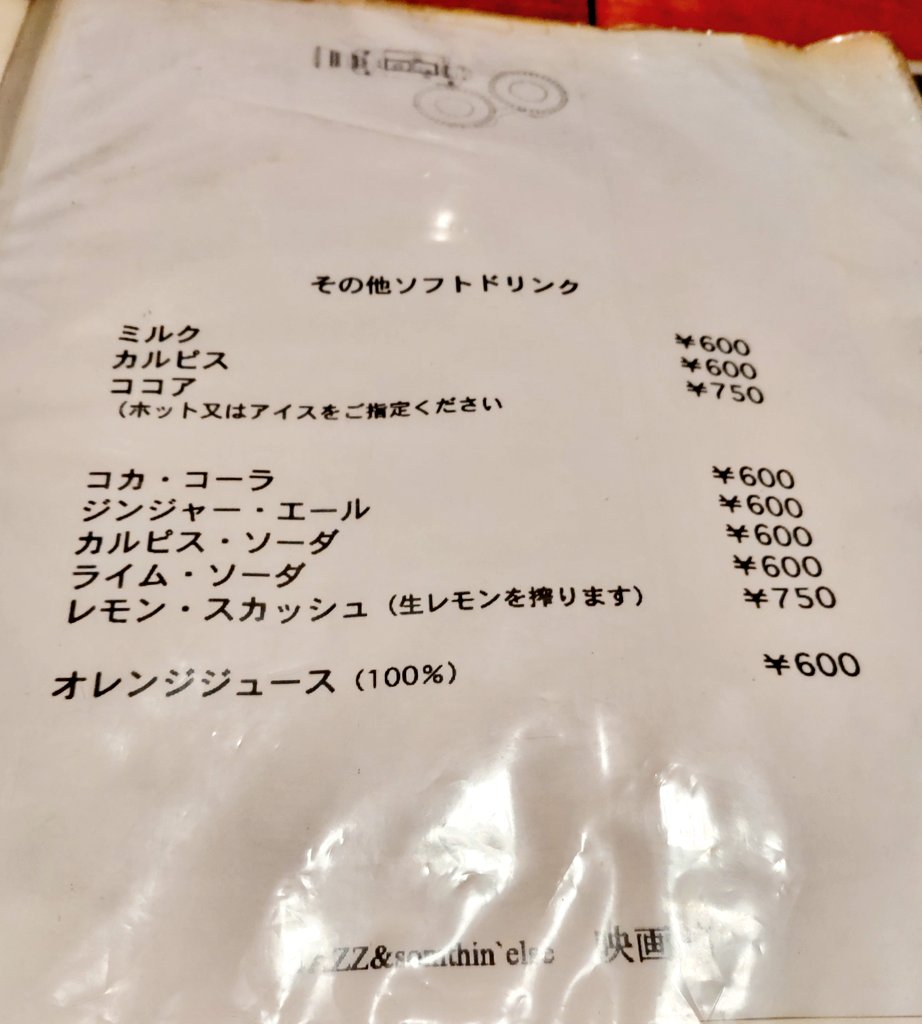 その他ソフトドリンク
ミルク ¥600
カルピス ¥600
ココア ¥750
(ホット又はアイスをご指定ください
コカ・コーラ ¥600
ジンジャー・エール ¥600
カルピス・ソーダ ¥600
ライム・ソーダ ¥600
レモン・スカッシュ (生レモンを搾ります) ¥750
オレンジジュース (100%) ¥600
JAZZ&somthin`else 映画